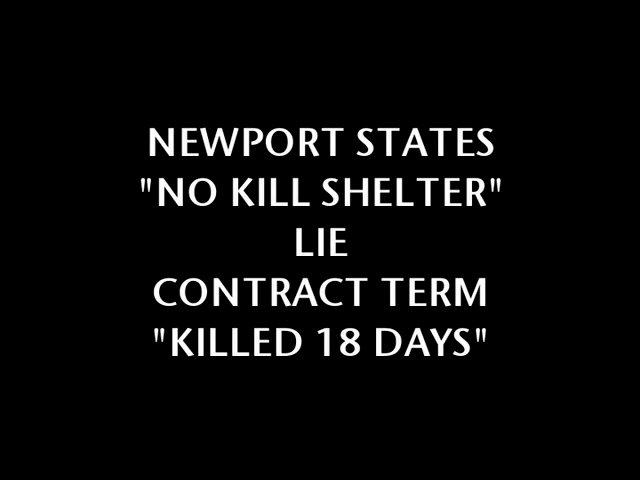 NEWPORT STATES
"NO KILL SHELTER"
LIE
CONTRACT TERM
"KILLED 18 DAYS"